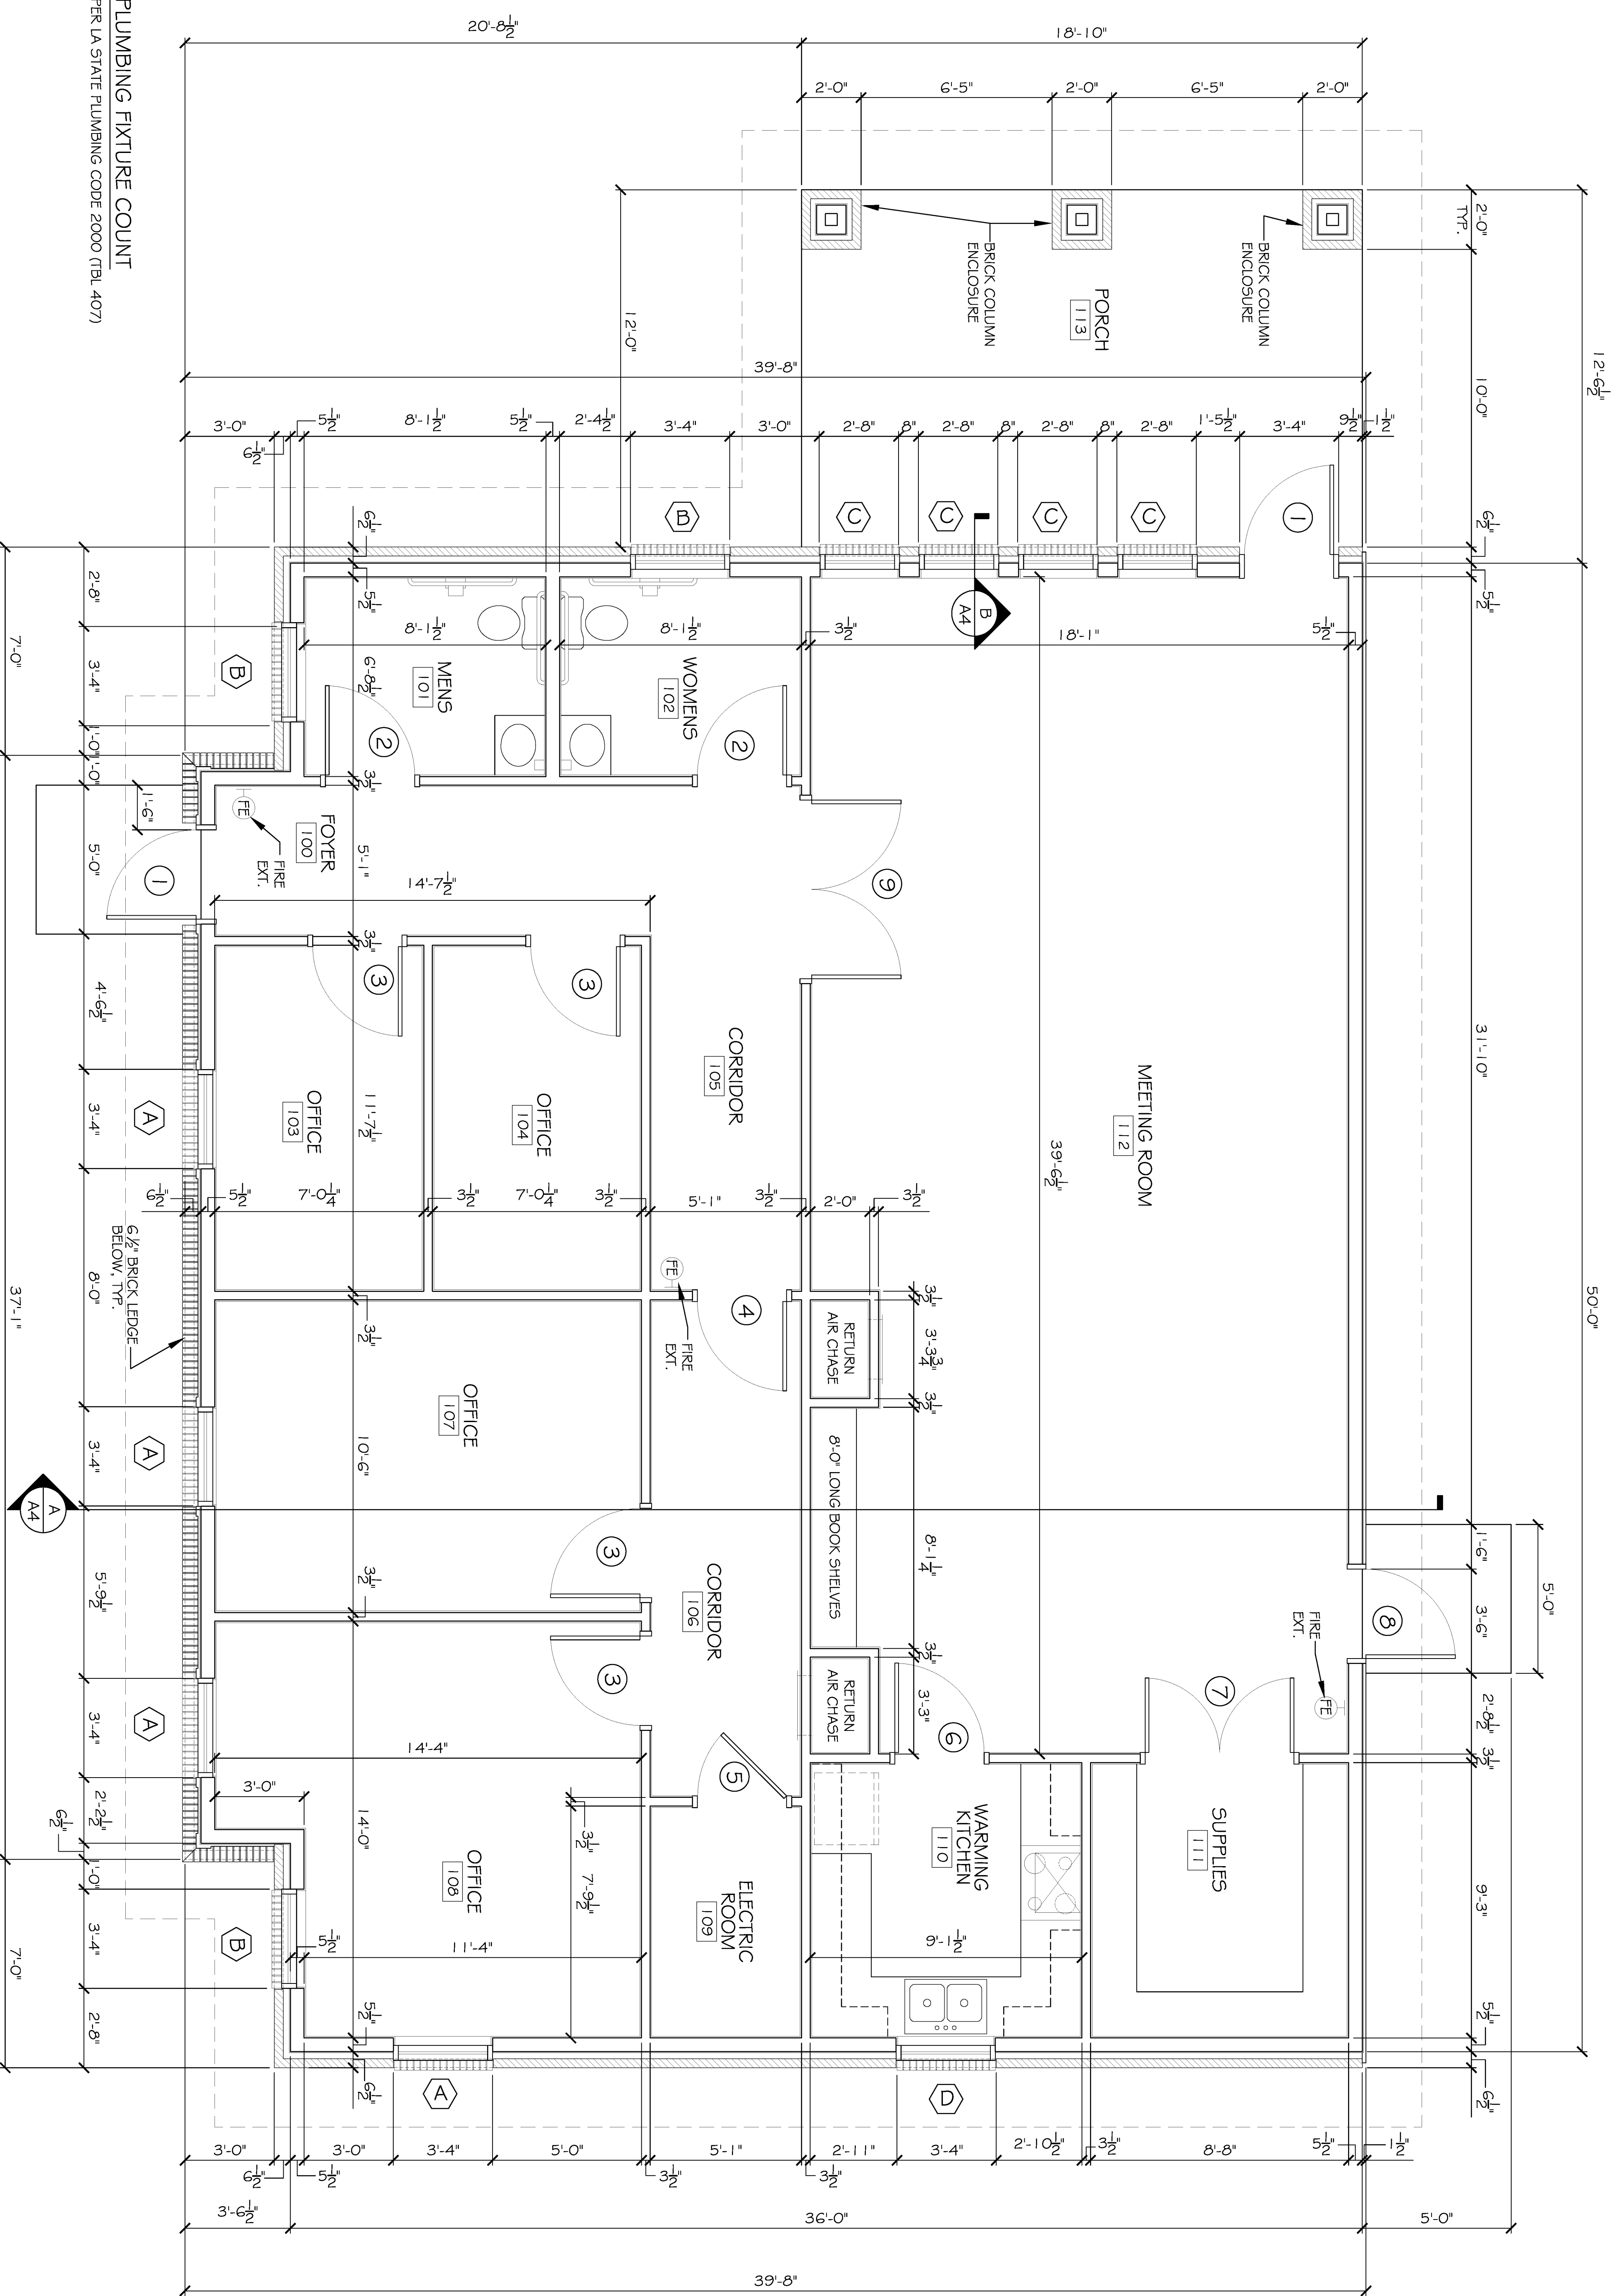 PLUMBING FIXTURE COUNT
PER LA STATE PLUMBING CODE 2000 (TBL 407)
20'-8½"
18'-10"
2'-0"
6'-5"
2'-0"
6'-5"
2'-0"
12'-6½"
50'-0"
2'-0"
TYP.
10'-0"
6½"
5½"
31'-10"
1'-6"
3'-6"
5'-0"
2'-8½"
3½"
9'-3"
5½"
6½"
BRICK COLUMN
ENCLOSURE
BRICK COLUMN
ENCLOSURE
PORCH
113
12'-0"
39'-8"
3'-0"
6½"
5½"
8'-1½"
5½"
2'-4½"
3'-4"
3'-0"
2'-8"
8"
2'-8"
8"
2'-8"
8"
2'-8"
1'-5½"
3'-4"
9½"
1½"
B
C
C
C
C
1
B
A4
6½"
5½"
8'-1½"
8'-1½"
3½"
18'-1"
5½"
6'-8½"
MENS
101
WOMENS
102
2
2
3½"
B
FE
FIRE
EXT.
FOYER
100
5'-1"
14'-7½"
3½"
9
1
1'-6"
3
3
OFFICE
103
11'-7½"
OFFICE
104
CORRIDOR
105
MEETING ROOM
112
39'-6½"
6½"
5½"
7'-0¼"
3½"
7'-0¼"
3½"
5'-1"
3½"
2'-0"
3½"
6½" BRICK LEDGE
BELOW, TYP.
FE
FIRE
EXT.
4
3½"
3½"
3'-3¾"
3½"
RETURN
AIR CHASE
8'-0" LONG BOOK SHELVES
8'-1¼"
3½"
OFFICE
107
10'-6"
3½"
3
3
CORRIDOR
106
RETURN
AIR CHASE
3'-3"
6
7
8
FIRE
EXT.
FE
5
14'-4"
3'-0"
14'-0"
3½"
7'-9½"
OFFICE
108
ELECTRIC
ROOM
109
WARMING
KITCHEN
110
SUPPLIES
111
5½"
11'-4"
9'-1½"
5½"
6½"
A
A
A
B
A
D
A
A4
2'-8"
3'-4"
1'-0"
1'-0"
5'-0"
4'-6½"
3'-4"
8'-0"
3'-4"
5'-9½"
3'-4"
2'-2½"
6½"
1'-0"
3'-4"
2'-8"
7'-0"
37'-1"
7'-0"
3'-0"
6½"
5½"
3'-0"
3'-4"
5'-0"
3½"
5'-1"
3½"
2'-11"
3'-4"
2'-10½"
3½"
8'-8"
5½"
1½"
3'-6½"
36'-0"
5'-0"
39'-8"